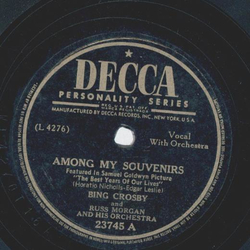 DECCA
PERSONALITY SERIES
MANUFACTURED BY DECCA RECORDS, INC., NEW YORK, U.S.A.
(L 4276)
Vocal
With Orchestra
AMONG MY SOUVENIRS
Featured In Samuel Goldwyn Picture
"The Best Years Of Our Lives"
(Horatio Nicholls-Edgar Leslie)
BING CROSBY
and
RUSS MORGAN
AND HIS ORCHESTRA
23745 A